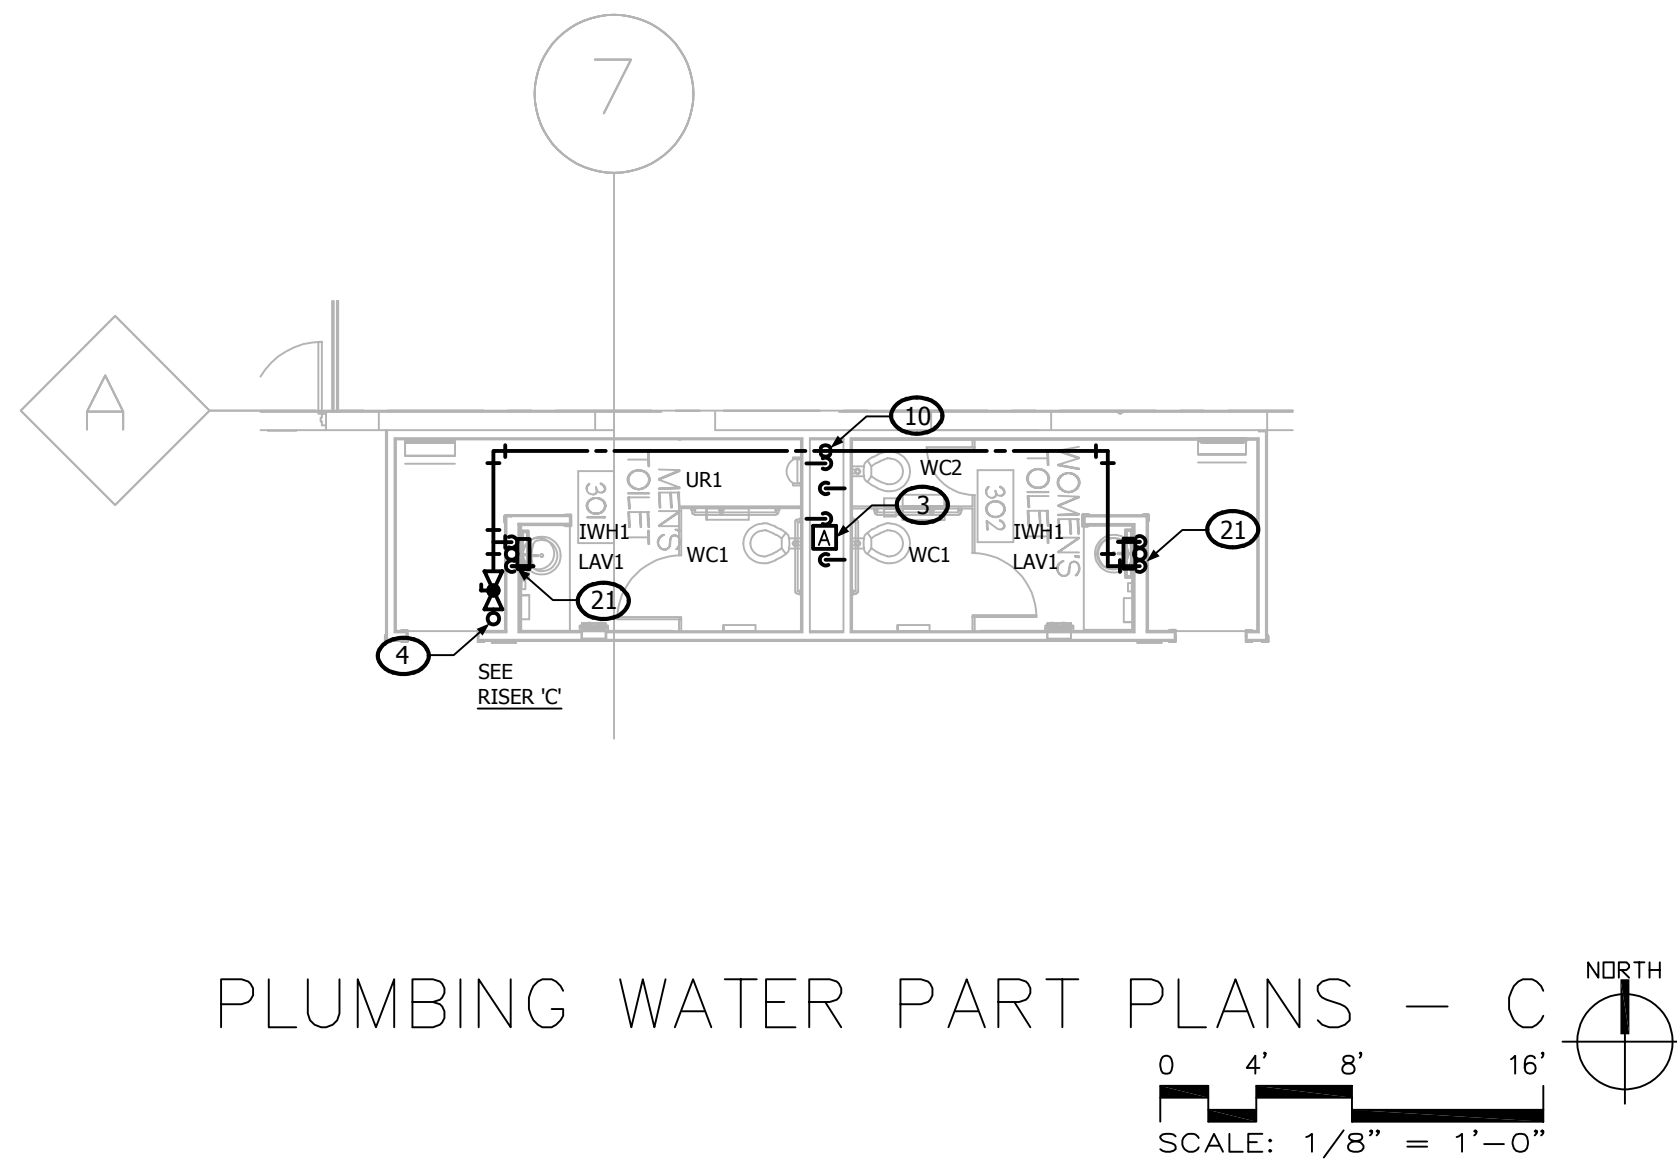 7
A
10
UR1
WC2
301
MEN'S
TOILET
3
302
WOMEN'S
TOILET
IWH1
LAV1
WC1
A
WC1
IWH1
LAV1
21
21
4
SEE
RISER 'C'
PLUMBING WATER PART PLANS - C
NORTH
0 4' 8' 16'
SCALE: 1/8" = 1'-0"